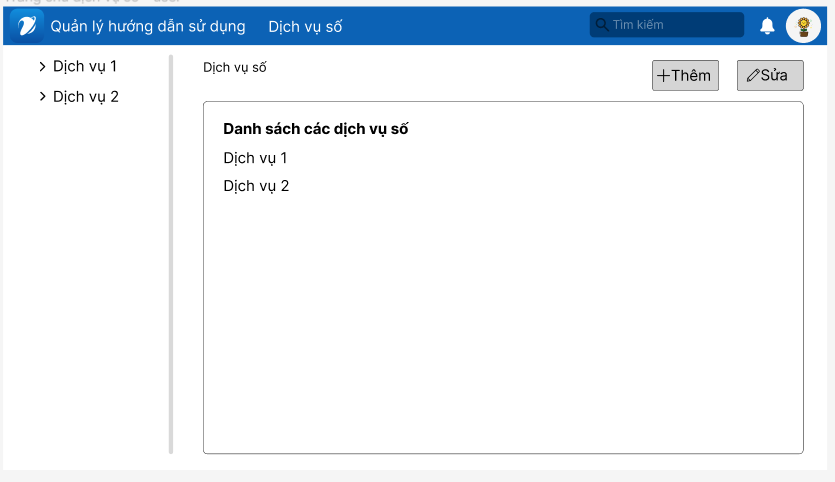 Quản lý hướng dẫn sử dụng
Dịch vụ số
Tìm kiếm
Dịch vụ 1
Dịch vụ 2
Dịch vụ số
Thêm
Sửa
Danh sách các dịch vụ số
Dịch vụ 1
Dịch vụ 2